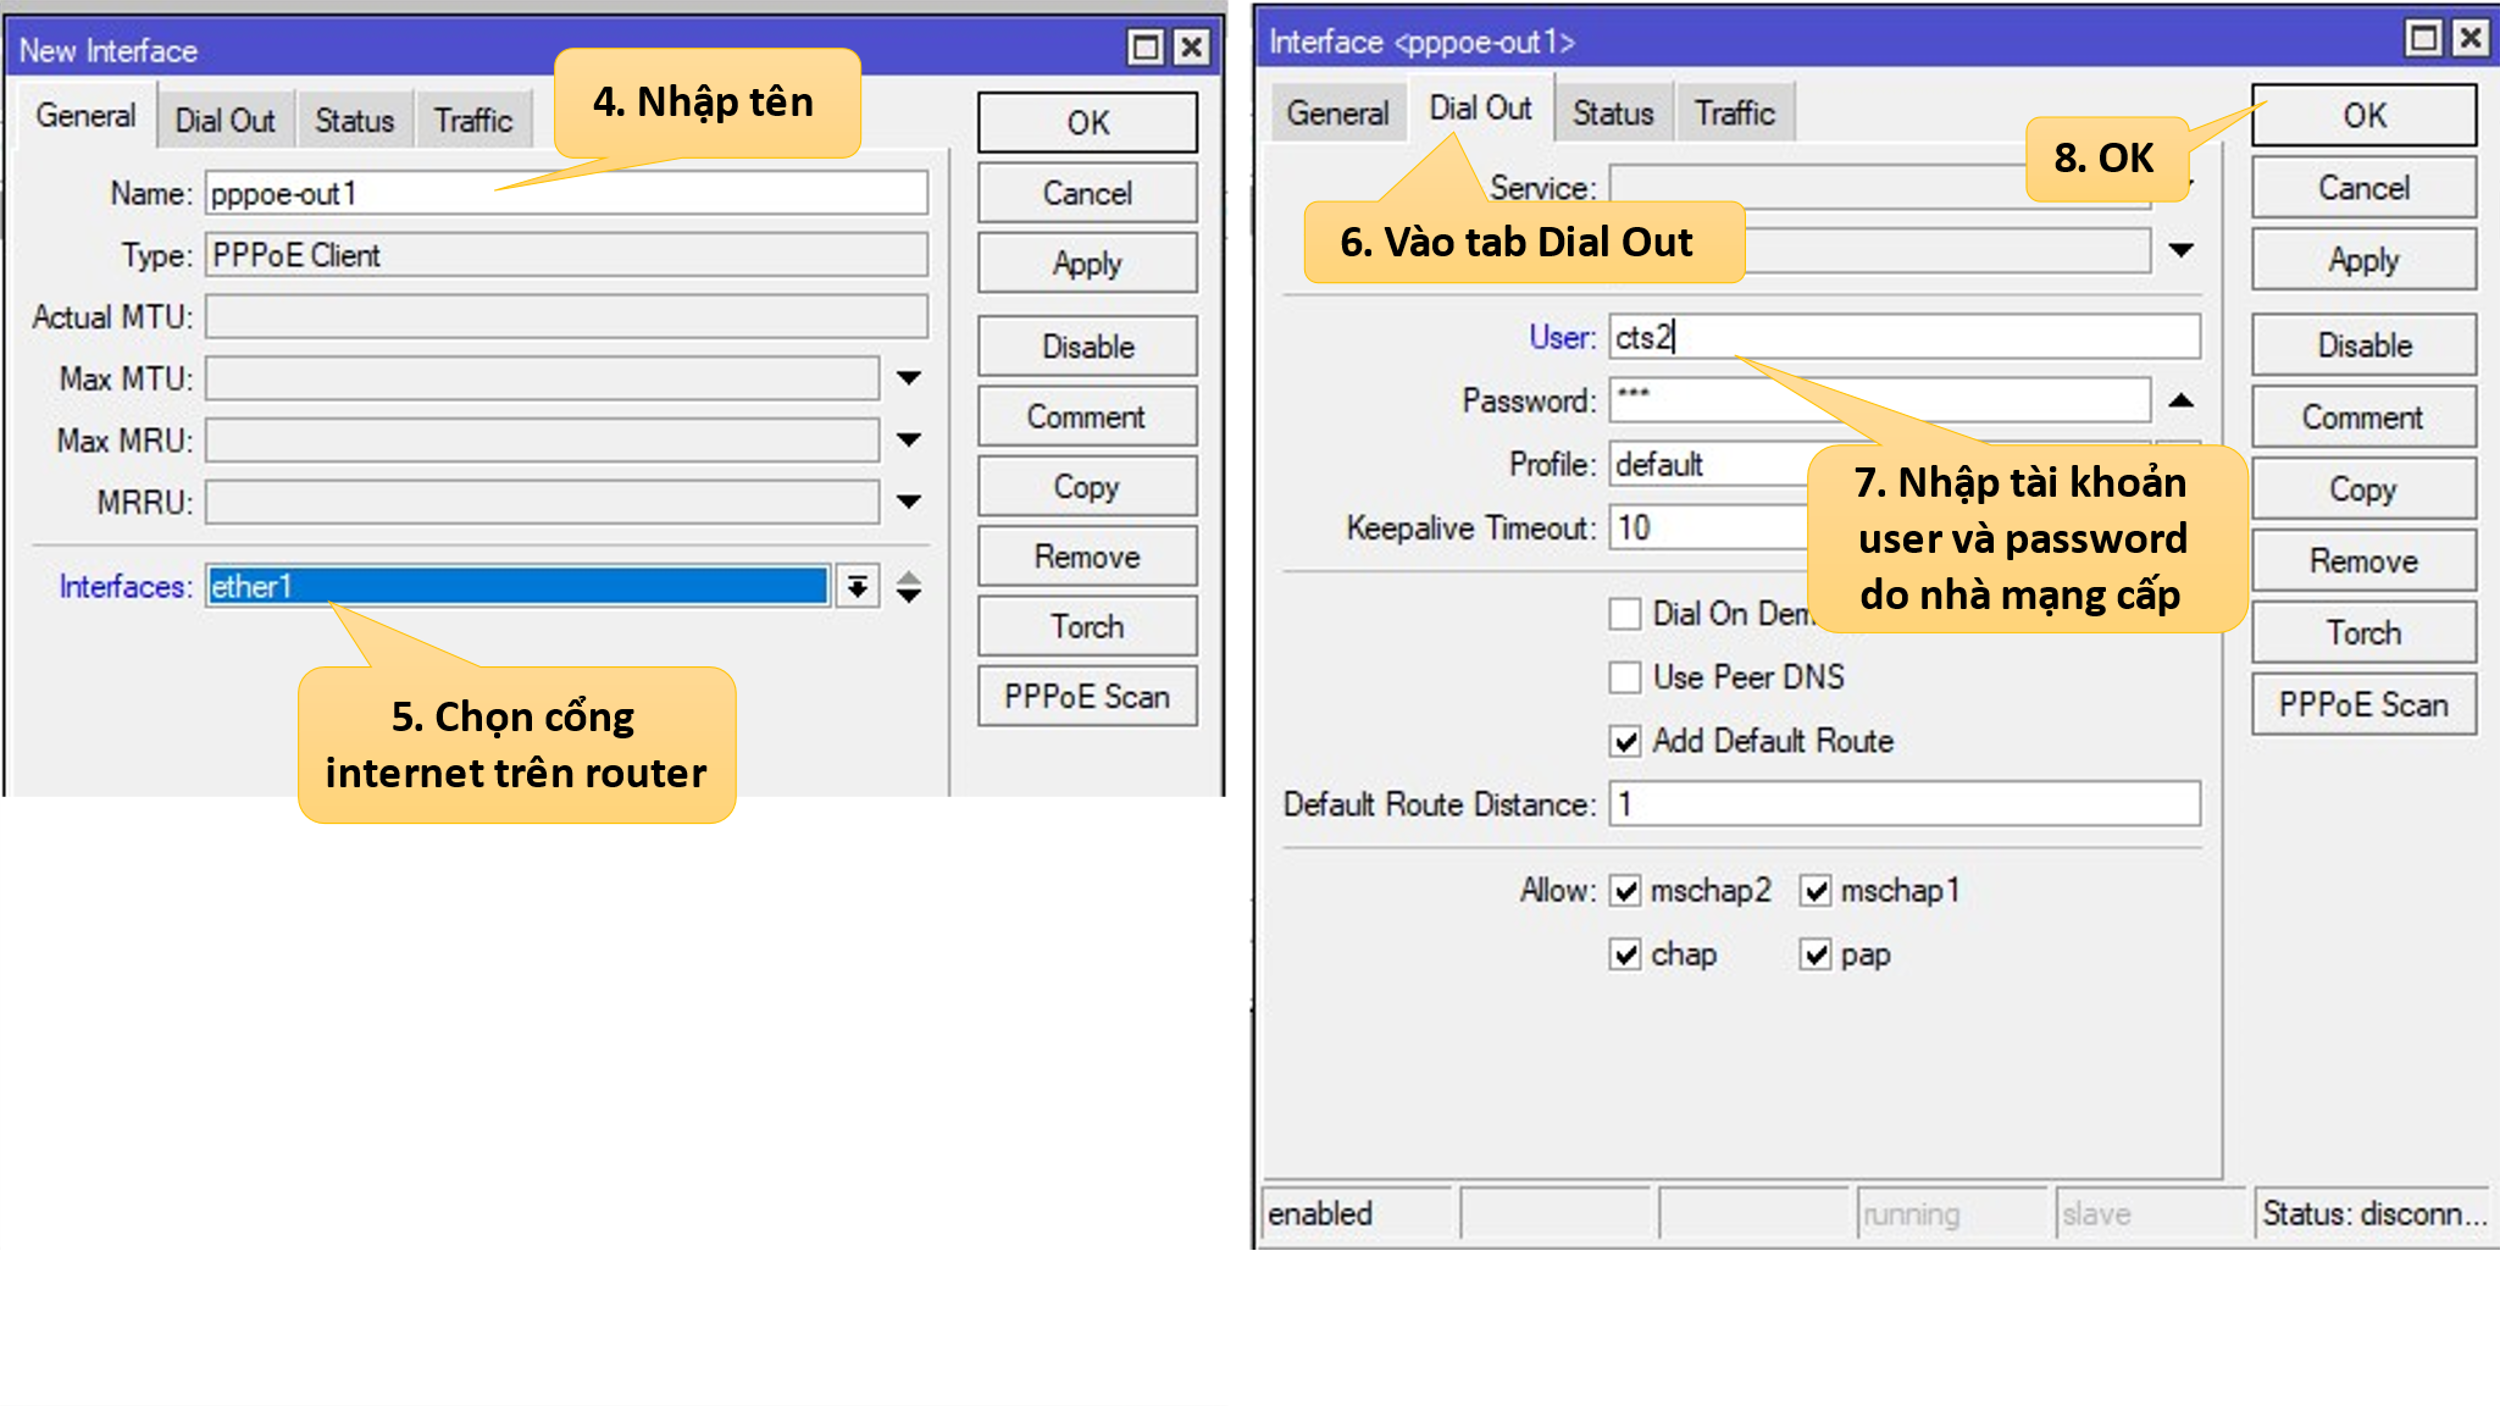 New Interface
General
Dial Out
Status
Traffic
4. Nhập tên
Name: pppoe-out1
Type: PPPoE Client
Actual MTU:
Max MTU:
Max MRU:
MRRU:
Interfaces: ether1
5. Chọn cổng
internet trên router
OK
Cancel
Apply
Disable
Comment
Copy
Remove
Torch
PPPoE Scan
Interface <pppoe-out1>
General
Dial Out
Status
Traffic
8. OK
Service:
6. Vào tab Dial Out
User: cts2
Password: ***
Profile: default
Keepalive Timeout: 10
7. Nhập tài khoản
user và password
do nhà mạng cấp
Dial On Dem
Use Peer DNS
Add Default Route
Default Route Distance: 1
Allow: mschap2 mschap1
chap pap
OK
Cancel
Apply
Disable
Comment
Copy
Remove
Torch
PPPoE Scan
enabled
running
slave
Status: disconn...